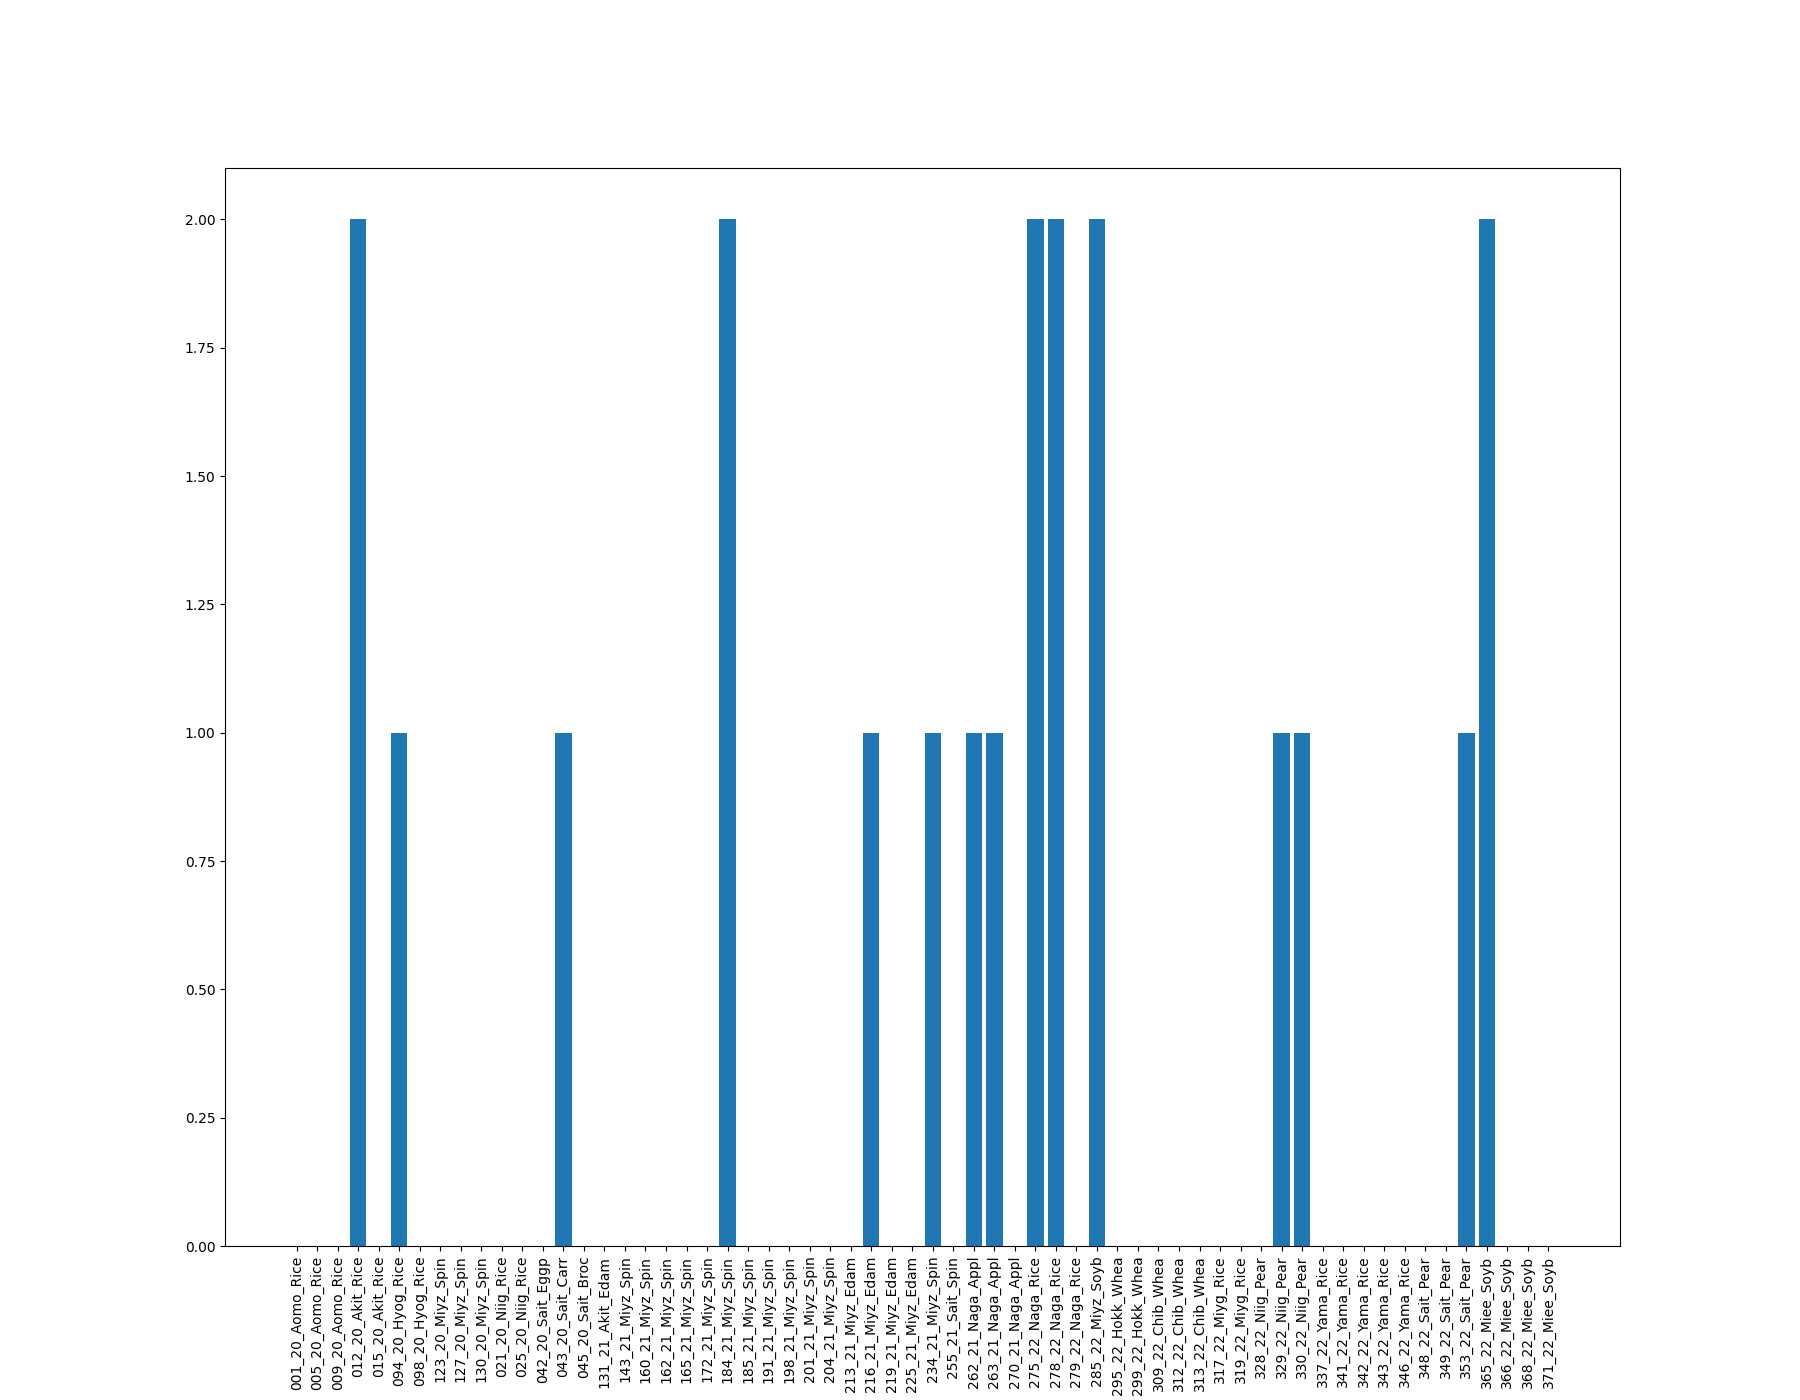 2.00
1.75
1.50
1.25
1.00
0.75
0.50
0.25
0.00
001_20_Aomo_Rice
005_20_Aomo_Rice
009_20_Aomo_Rice
012_20_Akit_Rice
015_20_Akit_Rice
094_20_Hyog_Rice
098_20_Hyog_Rice
123_20_Miyz_Spin
127_20_Miyz_Spin
130_20_Miyz_Spin
021_20_Niig_Rice
025_20_Niig_Rice
042_20_Sait_Eggp
043_20_Sait_Carr
045_20_Sait_Broc
131_21_Akit_Edam
143_21_Miyz_Spin
160_21_Miyz_Spin
162_21_Miyz_Spin
165_21_Miyz_Spin
172_21_Miyz_Spin
184_21_Miyz_Spin
185_21_Miyz_Spin
191_21_Miyz_Spin
198_21_Miyz_Spin
201_21_Miyz_Spin
204_21_Miyz_Spin
213_21_Miyz_Edam
216_21_Miyz_Edam
219_21_Miyz_Edam
225_21_Miyz_Edam
234_21_Miyz_Spin
255_21_Sait_Spin
262_21_Naga_Appl
263_21_Naga_Appl
270_21_Naga_Appl
275_22_Naga_Rice
278_22_Naga_Rice
279_22_Naga_Rice
285_22_Miyz_Soyb
295_22_Hokk_Whea
299_22_Hokk_Whea
309_22_Chib_Whea
312_22_Chib_Whea
313_22_Chib_Whea
317_22_Miyg_Rice
319_22_Miyg_Rice
328_22_Niig_Pear
329_22_Niig_Pear
330_22_Niig_Pear
337_22_Yama_Rice
341_22_Yama_Rice
342_22_Yama_Rice
343_22_Yama_Rice
346_22_Yama_Rice
348_22_Sait_Pear
349_22_Sait_Pear
353_22_Sait_Pear
365_22_Miee_Soyb
366_22_Miee_Soyb
368_22_Miee_Soyb
371_22_Miee_Soyb